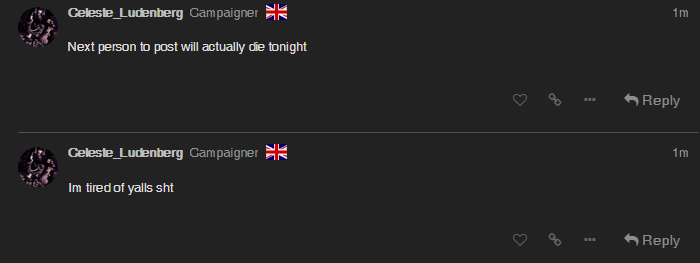 Celeste_Ludenberg Campaigner 1m
Next person to post will actually die tonight
Reply
Celeste_Ludenberg Campaigner 1m
Im tired of yalls sht
Reply